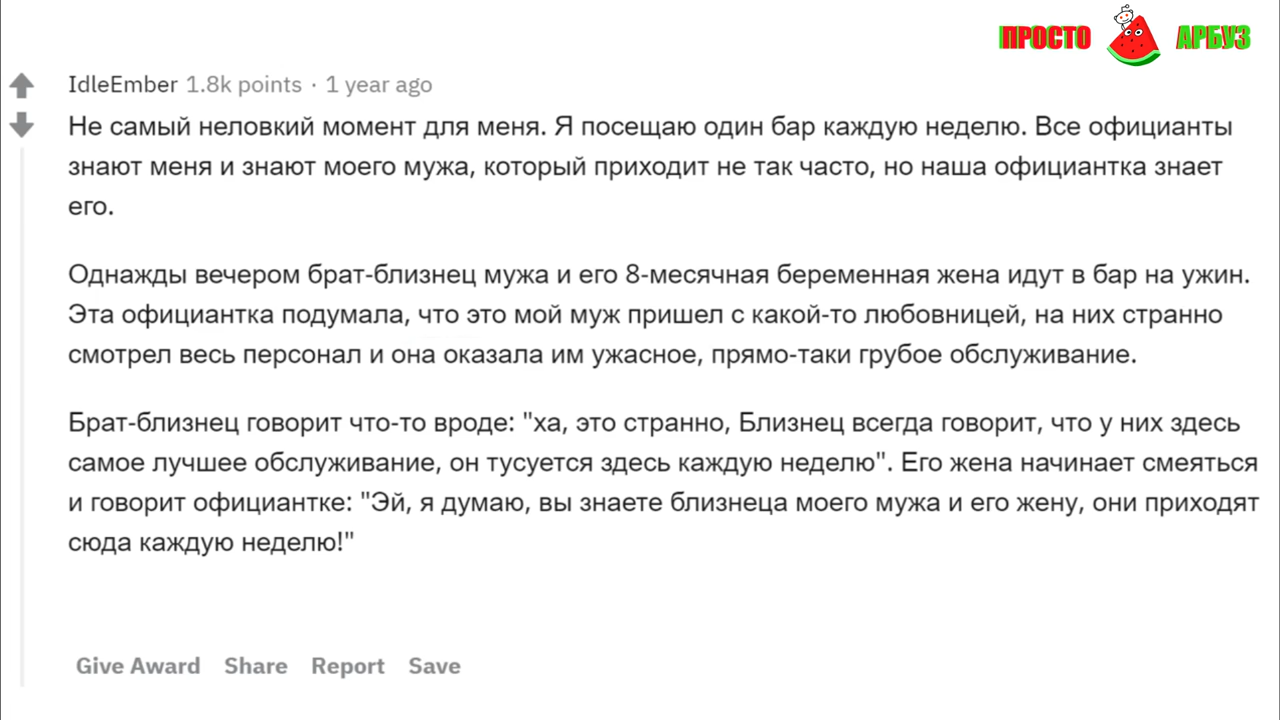 ПРОСТО АРБУЗ
IdleEmber 1.8k points · 1 year ago
Не самый неловкий момент для меня. Я посещаю один бар каждую неделю. Все официанты
знают меня и знают моего мужа, который приходит не так часто, но наша официантка знает
его.
Однажды вечером брат-близнец мужа и его 8-месячная беременная жена идут в бар на ужин.
Эта официантка подумала, что это мой муж пришел с какой-то любовницей, на них странно
смотрел весь персонал и она оказала им ужасное, прямо-таки грубое обслуживание.
Брат-близнец говорит что-то вроде: "ха, это странно, Близнец всегда говорит, что у них здесь
самое лучшее обслуживание, он тусуется здесь каждую неделю". Его жена начинает смеяться
и говорит официантке: "Эй, я думаю, вы знаете близнеца моего мужа и его жену, они приходят
сюда каждую неделю!"
Give Award Share Report Save